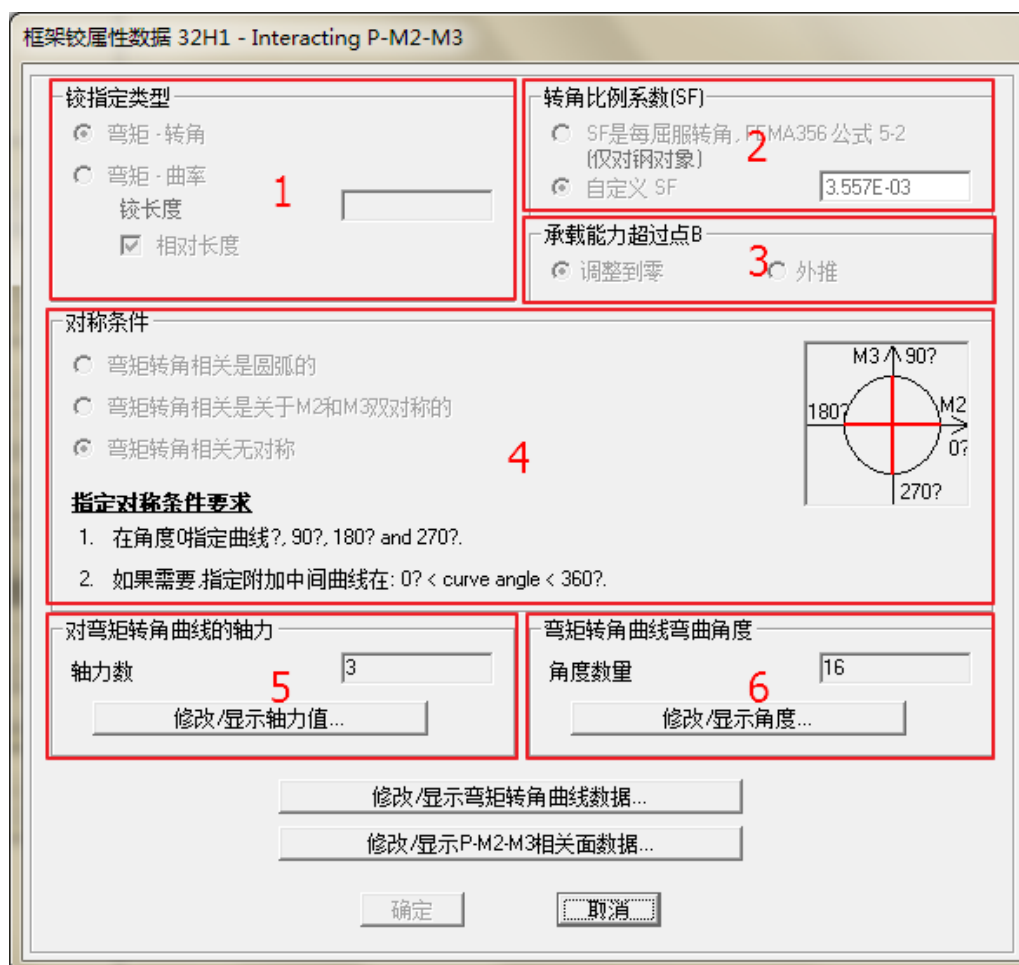 框架铰属性数据 32H1 - Interacting P-M2-M3
铰指定类型
弯矩 - 转角
弯矩 - 曲率
铰长度
相对长度
1
转角比例系数(SF)
SF是每屈服转角, FEMA356 公式 5-2
(仅对钢对象)
自定义 SF
3.557E-03
2
承载能力超过点B
调整到零
外推
3
对称条件
弯矩转角相关是圆弧的
弯矩转角相关是关于M2和M3双对称的
弯矩转角相关无对称
4
M3
90?
180?
M2
0?
270?
指定对称条件要求
1. 在角度0指定曲线?, 90?, 180? and 270?.
2. 如果需要,指定附加中间曲线在: 0? < curve angle < 360?.
对弯矩转角曲线的轴力
轴力数
3
5
修改/显示轴力值...
弯矩转角曲线弯曲角度
角度数量
16
6
修改/显示角度...
修改/显示弯矩转角曲线数据...
修改/显示P-M2-M3相关面数据...
确定
取消